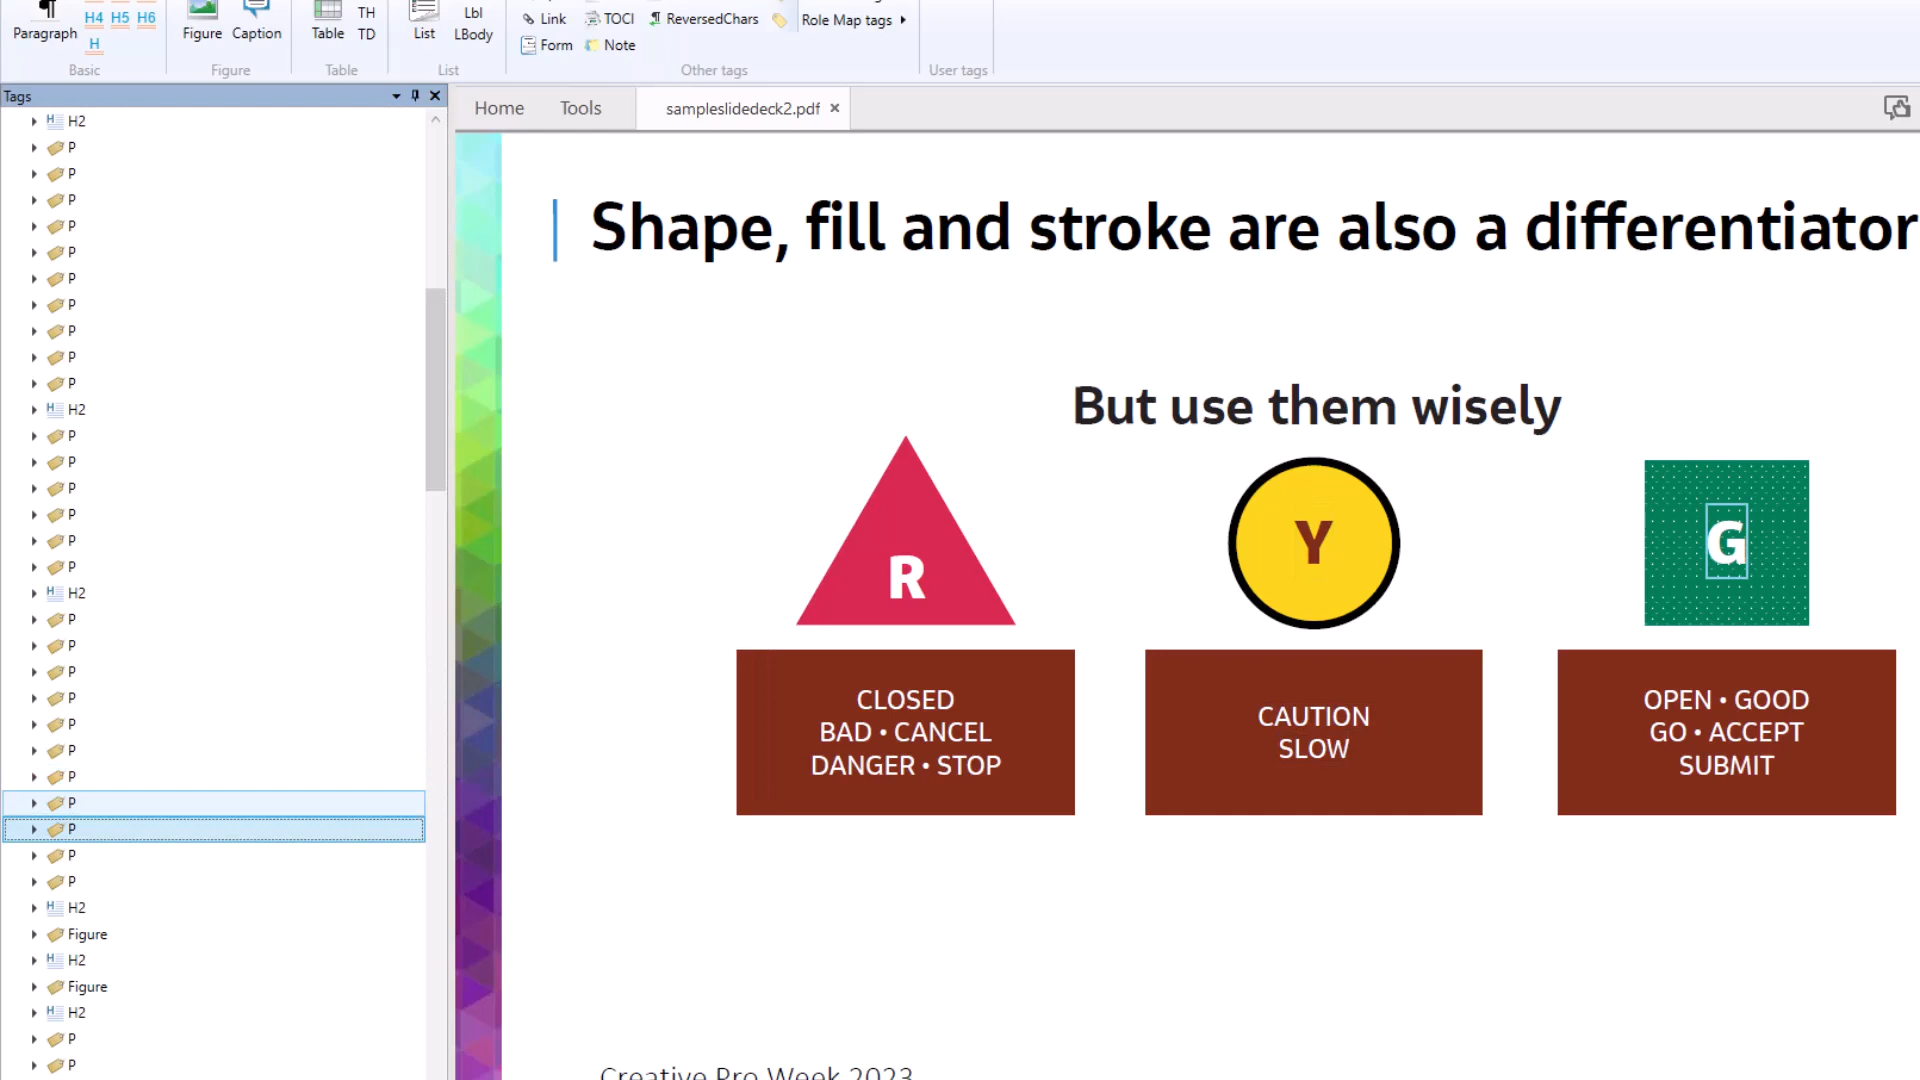 Paragraph
H4 H5 H6
H
Basic
Figure
Caption
Figure
Table
TH
TD
Table
List
Lbl
LBody
List
Link
TOCI
ReversedChars
Role Map tags
Form
Note
Other tags
User tags
Tags
H2
P
P
P
P
P
P
P
P
P
P
H2
P
P
P
P
P
P
H2
P
P
P
P
P
P
P
P
P
P
P
H2
Figure
H2
Figure
H2
P
P
Home
Tools
sampleslidedeck2.pdf
Shape, fill and stroke are also a differentiator
But use them wisely
R
Y
G
CLOSED
BAD • CANCEL
DANGER • STOP
CAUTION
SLOW
OPEN • GOOD
GO • ACCEPT
SUBMIT
Creative Pro Week 2023